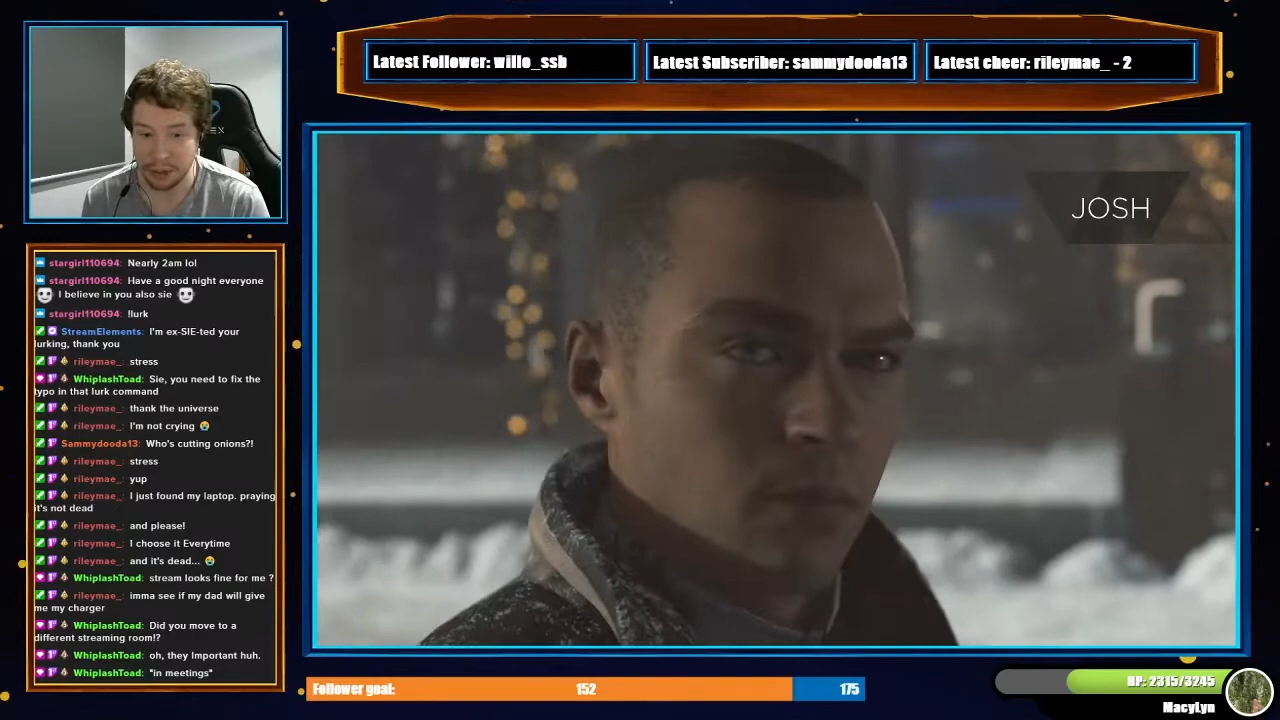 Latest Follower: willo_ssb
Latest Subscriber: sammydooda13
Latest cheer: rileymae_ - 2
EX
JOSH
stargirl110694: Nearly 2am lol
stargirl110694: Have a good night everyone
I believe in you also sie
stargirl110694: !lurk
StreamElements: I'm ex-SIE-ted your
lurking, thank you
rileymae_: stress
WhiplashToad: Sie, you need to fix the
typo in that lurk command
rileymae_: thank the universe
rileymae_: I'm not crying 😭
Sammydooda13: Who's cutting onions?!
rileymae_: stress
rileymae_: yup
rileymae_: I just found my laptop. praying
it's not dead
rileymae_: and please!
rileymae_: I choose it Everytime
rileymae_: and it's dead... 😭
WhiplashToad: stream looks fine for me ?
rileymae_: imma see if my dad will give
me my charger
WhiplashToad: Did you move to a
different streaming room!?
WhiplashToad: oh, they Important huh.
WhiplashToad: "in meetings"
Follower goal: 152 175
HP: 2315/3245
MacyLyn